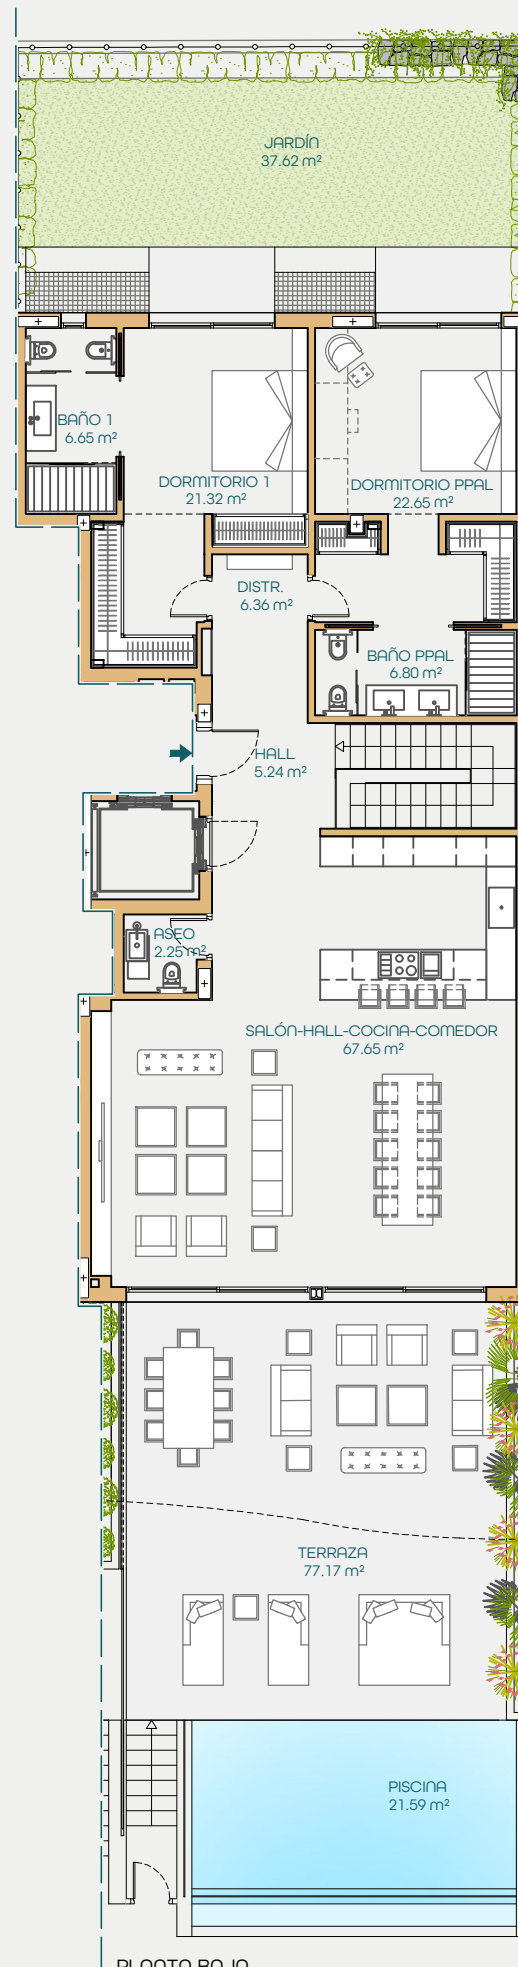 JARDÍN
37.62 m²
BAÑO 1
6.65 m²
DORMITORIO 1
21.32 m²
DORMITORIO PPAL
22.65 m²
DISTR.
6.36 m²
BAÑO PPAL
6.80 m²
HALL
5.24 m²
ASEO
2.25 m²
SALÓN-HALL-COCINA-COMEDOR
67.65 m²
TERRAZA
77.17 m²
PISCINA
21.59 m²
PLANTA BAJA